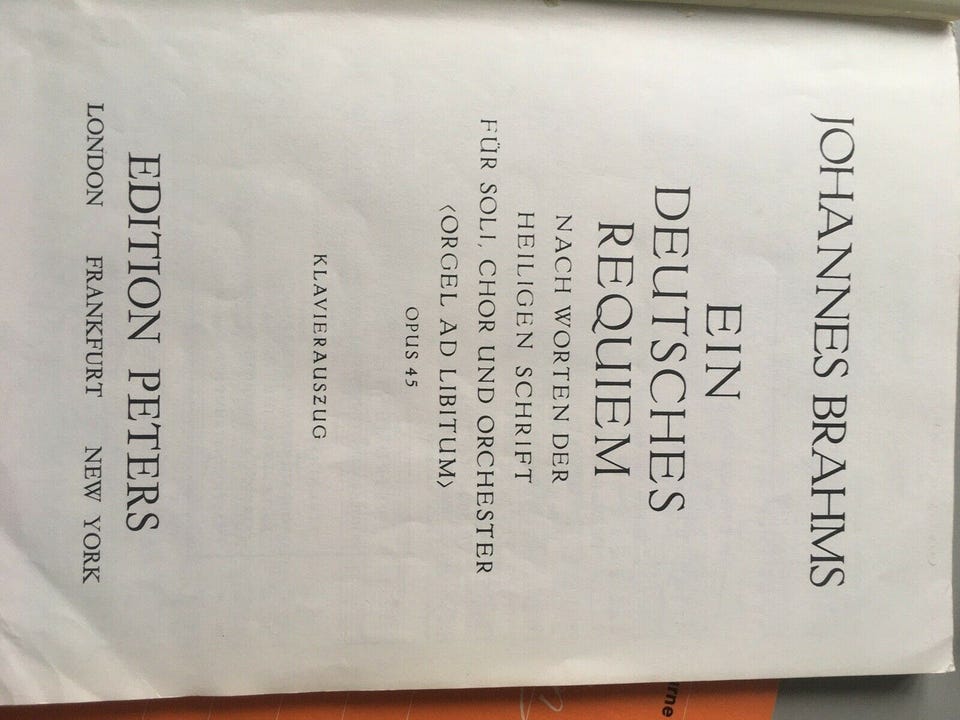 JOHANNES BRAHMS
EIN
DEUTSCHES
REQUIEM
NACH WORTEN DER
HEILIGEN SCHRIFT
FÜR SOLI, CHOR UND ORCHESTER
‹ORGEL AD LIBITUM›
OPUS 45
KLAVIERAUSZUG
EDITION PETERS
LONDON FRANKFURT NEW YORK